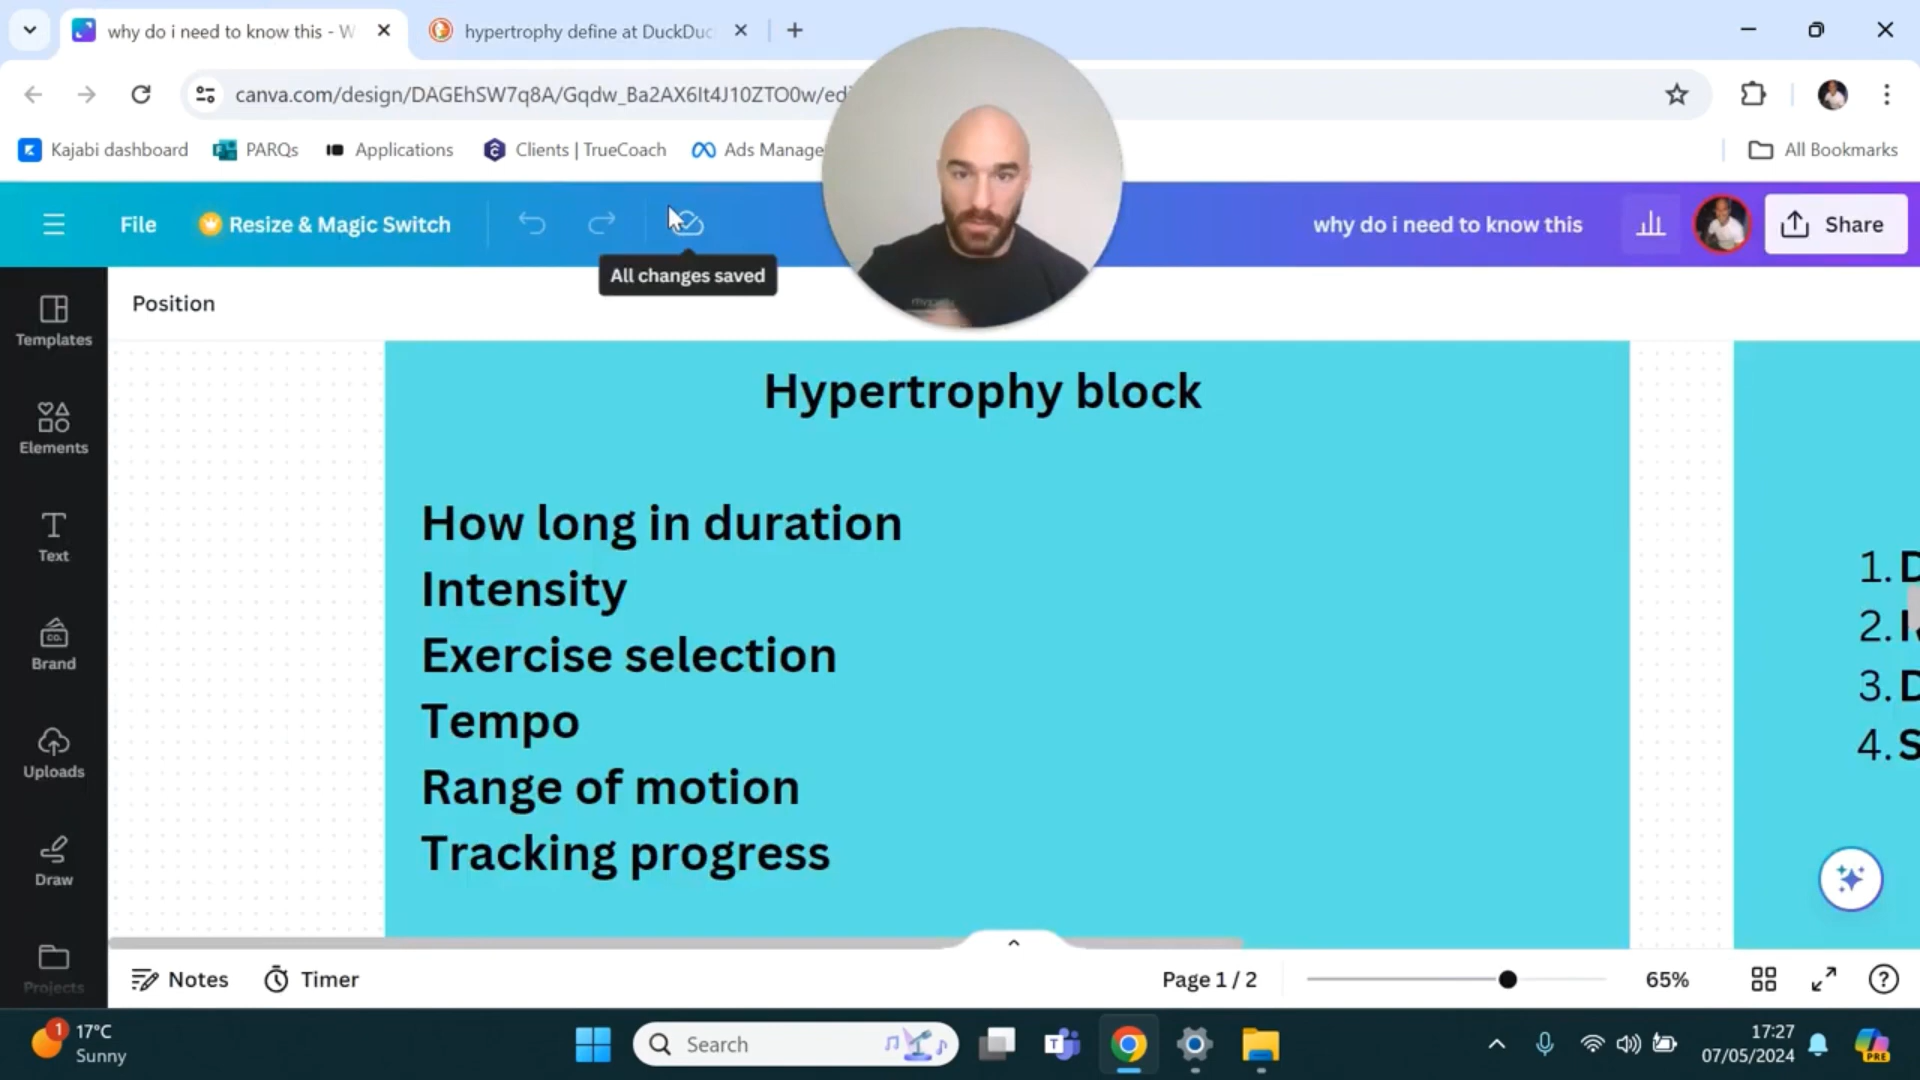 why do i need to know this - W
hypertrophy define at DuckDuc
canva.com/design/DAGEhSW7q8A/Gqdw_Ba2AX6It4J10ZTO0w/ed
Kajabi dashboard
PARQs
Applications
Clients | TrueCoach
Ads Manage
All Bookmarks
File
Resize & Magic Switch
why do i need to know this
Share
All changes saved
Position
Templates
Elements
Text
CO.
Brand
Uploads
Draw
Projects
Hypertrophy block
How long in duration
Intensity
Exercise selection
Tempo
Range of motion
Tracking progress
1. D
2.
3. D
4. S
Notes
Timer
Page 1 / 2
65%
1
17°C
Sunny
Search
17:27
07/05/2024
PRE